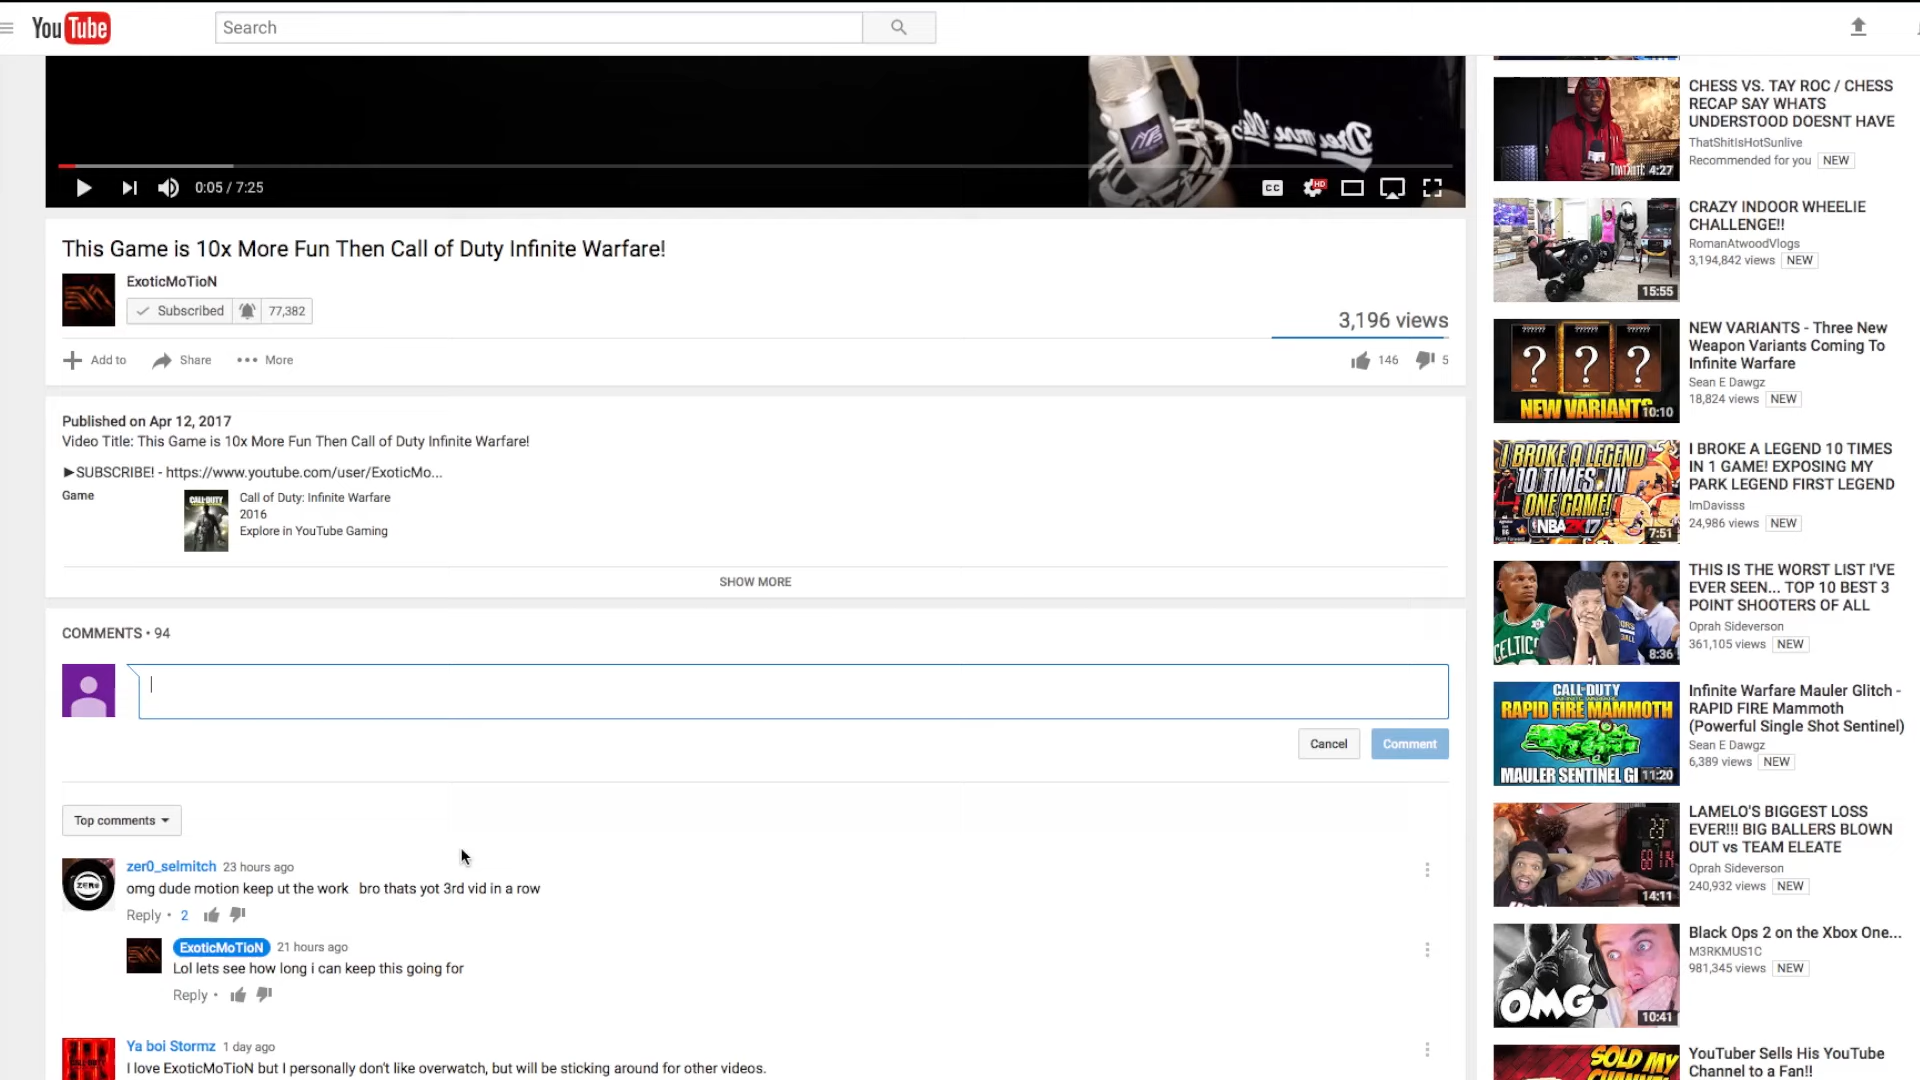 YouTube
Search
0:05 / 7:25
CC
HD
This Game is 10x More Fun Then Call of Duty Infinite Warfare!
ExoticMoTioN
Subscribed
77,382
3,196 views
Add to
Share
More
146
5
Published on Apr 12, 2017
Video Title: This Game is 10x More Fun Then Call of Duty Infinite Warfare!
►SUBSCRIBE! - https://www.youtube.com/user/ExoticMo...
Game
CALL·DUTY
Call of Duty: Infinite Warfare
2016
Explore in YouTube Gaming
SHOW MORE
COMMENTS • 94
Cancel
Comment
Top comments
ZERO
zer0_selmitch 23 hours ago
omg dude motion keep ut the work bro thats yot 3rd vid in a row
Reply • 2
ExoticMoTioN 21 hours ago
Lol lets see how long i can keep this going for
Reply •
Ya boi Stormz 1 day ago
I love ExoticMoTioN but I personally don't like overwatch, but will be sticking around for other videos.
4:27
CHESS VS. TAY ROC / CHESS
RECAP SAY WHATS
UNDERSTOOD DOESNT HAVE
ThatShitIsHotSunlive
Recommended for you NEW
15:55
CRAZY INDOOR WHEELIE
CHALLENGE!!
RomanAtwoodVlogs
3,194,842 views NEW
? ? ?
NEW VARIANTS
10:10
NEW VARIANTS - Three New
Weapon Variants Coming To
Infinite Warfare
Sean E Dawgz
18,824 views NEW
I BROKE A LEGEND
10 TIMES IN
ONE GAME!
NBA 2K17
7:51
I BROKE A LEGEND 10 TIMES
IN 1 GAME! EXPOSING MY
PARK LEGEND FIRST LEGEND
ImDavisss
24,986 views NEW
CELTIC
8:36
THIS IS THE WORST LIST I'VE
EVER SEEN... TOP 10 BEST 3
POINT SHOOTERS OF ALL
Oprah Sideverson
361,105 views NEW
CALL·DUTY
RAPID FIRE MAMMOTH
MAULER SENTINEL GL
11:20
Infinite Warfare Mauler Glitch -
RAPID FIRE Mammoth
(Powerful Single Shot Sentinel)
Sean E Dawgz
6,389 views NEW
14:11
LAMELO'S BIGGEST LOSS
EVER!!! BIG BALLERS BLOWN
OUT vs TEAM ELEATE
Oprah Sideverson
240,932 views NEW
OMG
10:41
Black Ops 2 on the Xbox One...
M3RKMUS1C
981,345 views NEW
SOLD MY
YouTuber Sells His YouTube
Channel to a Fan!!